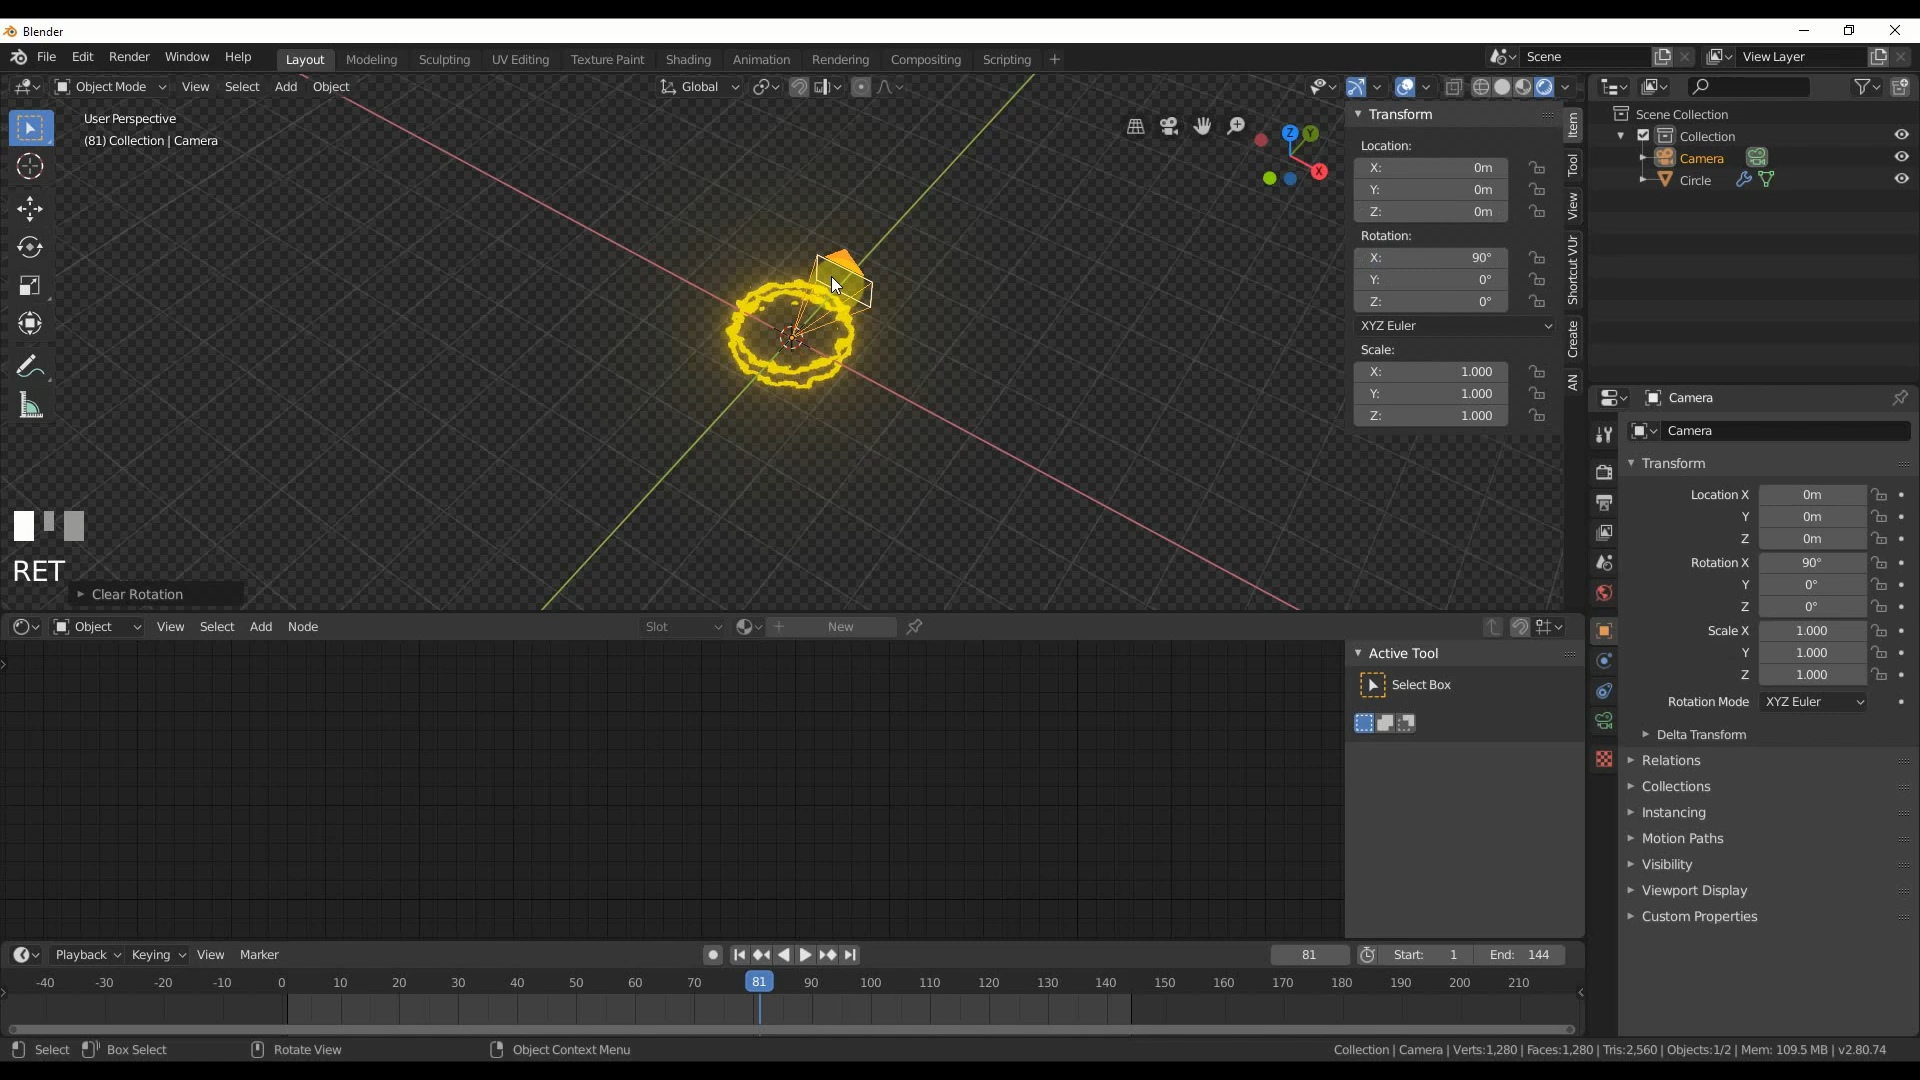 Blender
File Edit Render Window Help Layout Modeling Sculpting UV Editing Texture Paint Shading Animation Rendering Compositing Scripting + Scene View Layer
Object Mode View Select Add Object Global
User Perspective
(81) Collection | Camera
Z Y X
Transform
Location:
X: 0m
Y: 0m
Z: 0m
Rotation:
X: 90°
Y: 0°
Z: 0°
XYZ Euler
Scale:
X: 1.000
Y: 1.000
Z: 1.000
Item
Tool
View
Shortcut VUr
Create
AN
Scene Collection
Collection
Camera
Circle
Camera
Camera
Transform
Location X 0m
Y 0m
Z 0m
Rotation X 90°
Y 0°
Z 0°
Scale X 1.000
Y 1.000
Z 1.000
Rotation Mode XYZ Euler
Delta Transform
Relations
Collections
Instancing
Motion Paths
Visibility
Viewport Display
Custom Properties
RET
Clear Rotation
Object View Select Add Node Slot + New
Active Tool
Select Box
Playback Keying View Marker 81 Start: 1 End: 144
-40 -30 -20 -10 0 10 20 30 40 50 60 70 81 90 100 110 120 130 140 150 160 170 180 190 200 210
Select Box Select Rotate View Object Context Menu Collection | Camera | Verts:1,280 | Faces:1,280 | Tris:2,560 | Objects:1/2 | Mem: 109.5 MB | v2.80.74